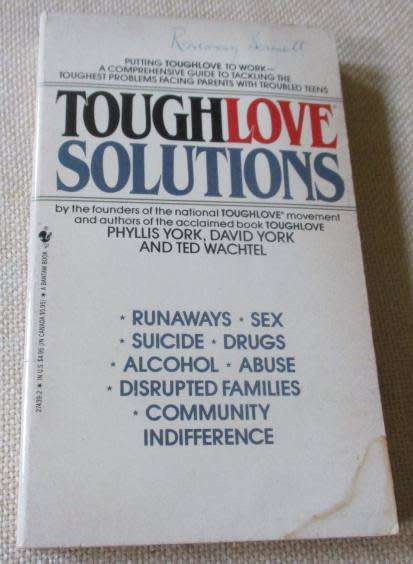 PUTTING TOUGHLOVE TO WORK—
A COMPREHENSIVE GUIDE TO TACKLING THE
TOUGHEST PROBLEMS FACING PARENTS WITH TROUBLED TEENS
TOUGHLOVE®
SOLUTIONS
by the founders of the national TOUGHLOVE® movement
and authors of the acclaimed book TOUGHLOVE
PHYLLIS YORK, DAVID YORK
AND TED WACHTEL
* RUNAWAYS * SEX
* SUICIDE * DRUGS
* ALCOHOL * ABUSE
* DISRUPTED FAMILIES
* COMMUNITY
INDIFFERENCE
A BANTAM BOOK